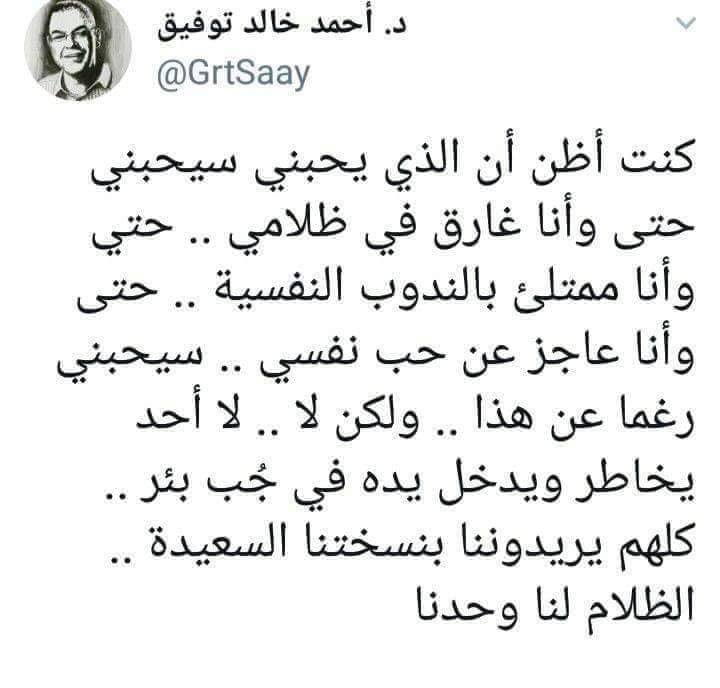 د. أحمد خالد توفيق
@GrtSaay
كنت أظن أن الذي يحبني سيحبني
حتى وأنا غارق في ظلامي .. حتي
وأنا ممتلئ بالندوب النفسية .. حتى
وأنا عاجز عن حب نفسي .. سيحبني
رغما عن هذا .. ولكن لا .. لا أحد
يخاطر ويدخل يده في جُب بئر ..
كلهم يريدوننا بنسختنا السعيدة ..
الظلام لنا وحدنا